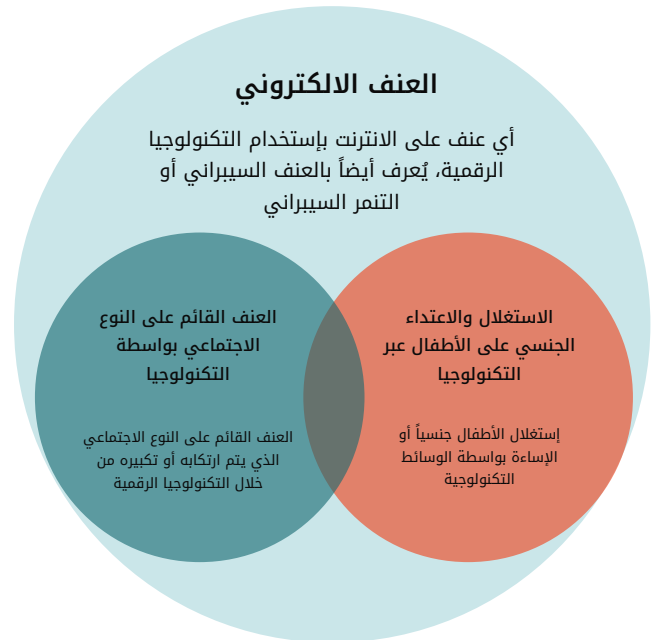 العنف الالكتروني
أي عنف على الانترنت بإستخدام التكنولوجيا
الرقمية، يُعرف أيضاً بالعنف السيبراني أو
التنمر السيبراني
الاستغلال والاعتداء
الجنسي على الأطفال عبر
التكنولوجيا
إستغلال الأطفال جنسياً أو
الإساءة بواسطة الوسائط
التكنولوجية
العنف القائم على النوع
الاجتماعي بواسطة
التكنولوجيا
العنف القائم على النوع الاجتماعي
الذي يتم ارتكابه أو تكبيره من
خلال التكنولوجيا الرقمية